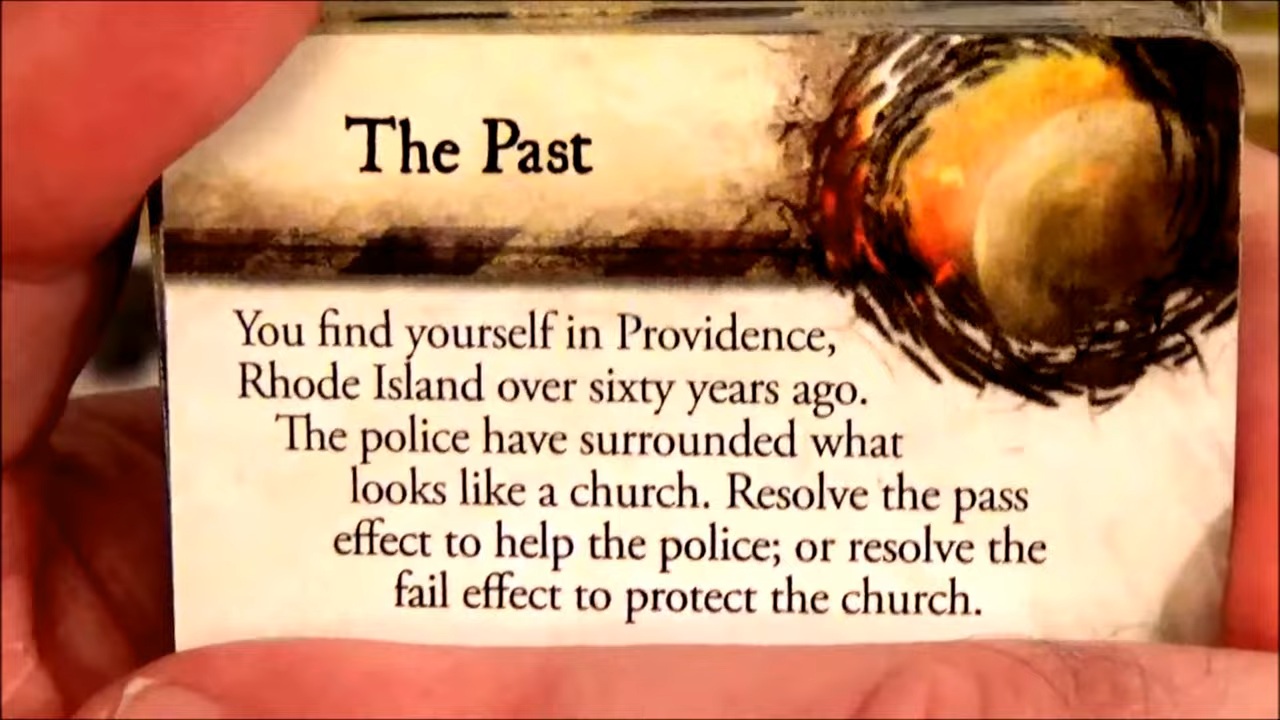 The Past
You find yourself in Providence,
Rhode Island over sixty years ago.
The police have surrounded what
looks like a church. Resolve the pass
effect to help the police; or resolve the
fail effect to protect the church.